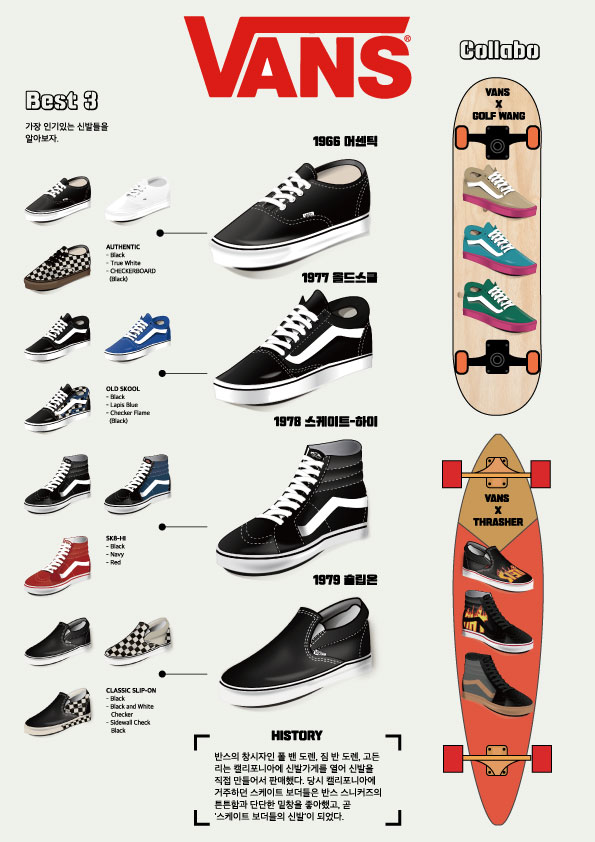 VANS®
Collabo
Best 3
가장 인기있는 신발들을
알아보자.
1966 어센틱
AUTHENTIC
- Black
- True White
- CHECKERBOARD
(Black)
1977 올드스쿨
OLD SKOOL
- Black
- Lapis Blue
- Checker Flame
(Black)
1978 스케이트-하이
SK8-HI
- Black
- Navy
- Red
1979 슬립온
CLASSIC SLIP-ON
- Black
- Black and White
Checker
- Sidewall Check
Black
VANS
X
GOLF WANG
VANS
X
THRASHER
HISTORY
반스의 창시자인 폴 밴 도렌, 짐 반 도렌, 고든
리는 캘리포니아에 신발가게를 열어 신발을
직접 만들어서 판매했다. 당시 캘리포니아에
거주하던 스케이트 보더들은 반스 스니커즈의
튼튼함과 단단한 밑창을 좋아했고, 곧
'스케이트 보더들의 신발'이 되었다.